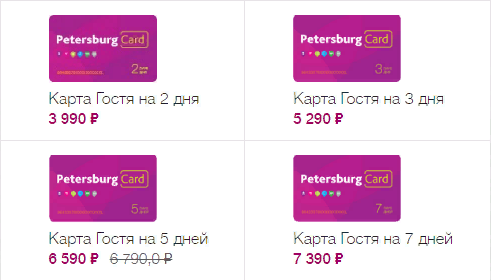 Petersburg Card
2
Карта Гостя на 2 дня
3 990 ₽
Petersburg Card
3
Карта Гостя на 3 дня
5 290 ₽
Petersburg Card
5
Карта Гостя на 5 дней
6 590 ₽ 6 790,0 ₽
Petersburg Card
7
Карта Гостя на 7 дней
7 390 ₽